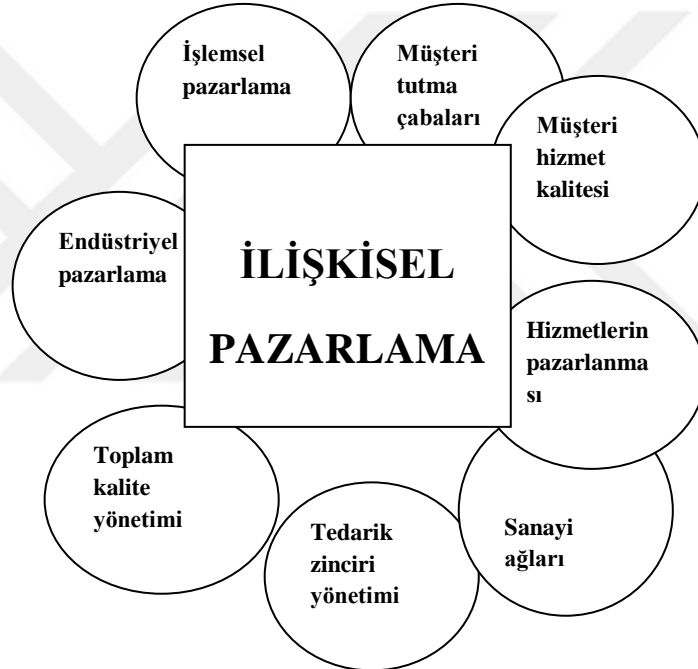 İşlemsel
pazarlama
Müşteri
tutma
çabaları
Müşteri
hizmet
kalitesi
Endüstriyel
pazarlama
İLİŞKİSEL
PAZARLAMA
Hizmetlerin
pazarlanma
sı
Toplam
kalite
yönetimi
Tedarik
zinciri
yönetimi
Sanayi
ağları